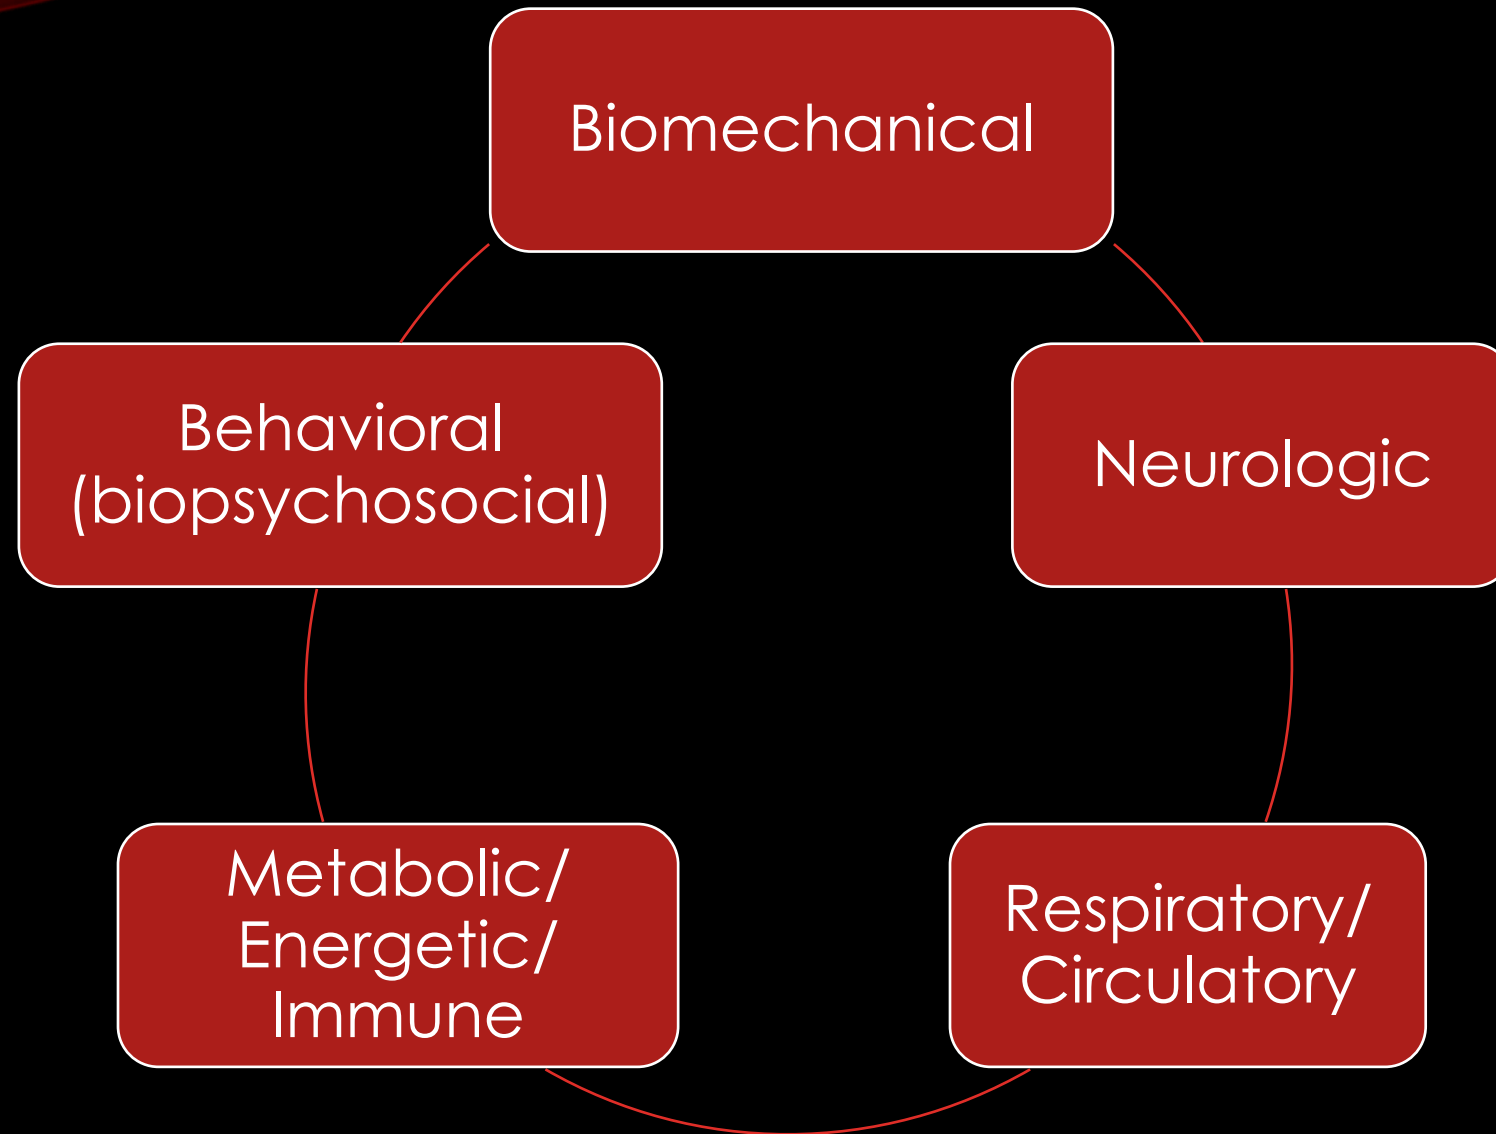 Biomechanical
Behavioral
(biopsychosocial)
Neurologic
Metabolic/
Energetic/
Immune
Respiratory/
Circulatory